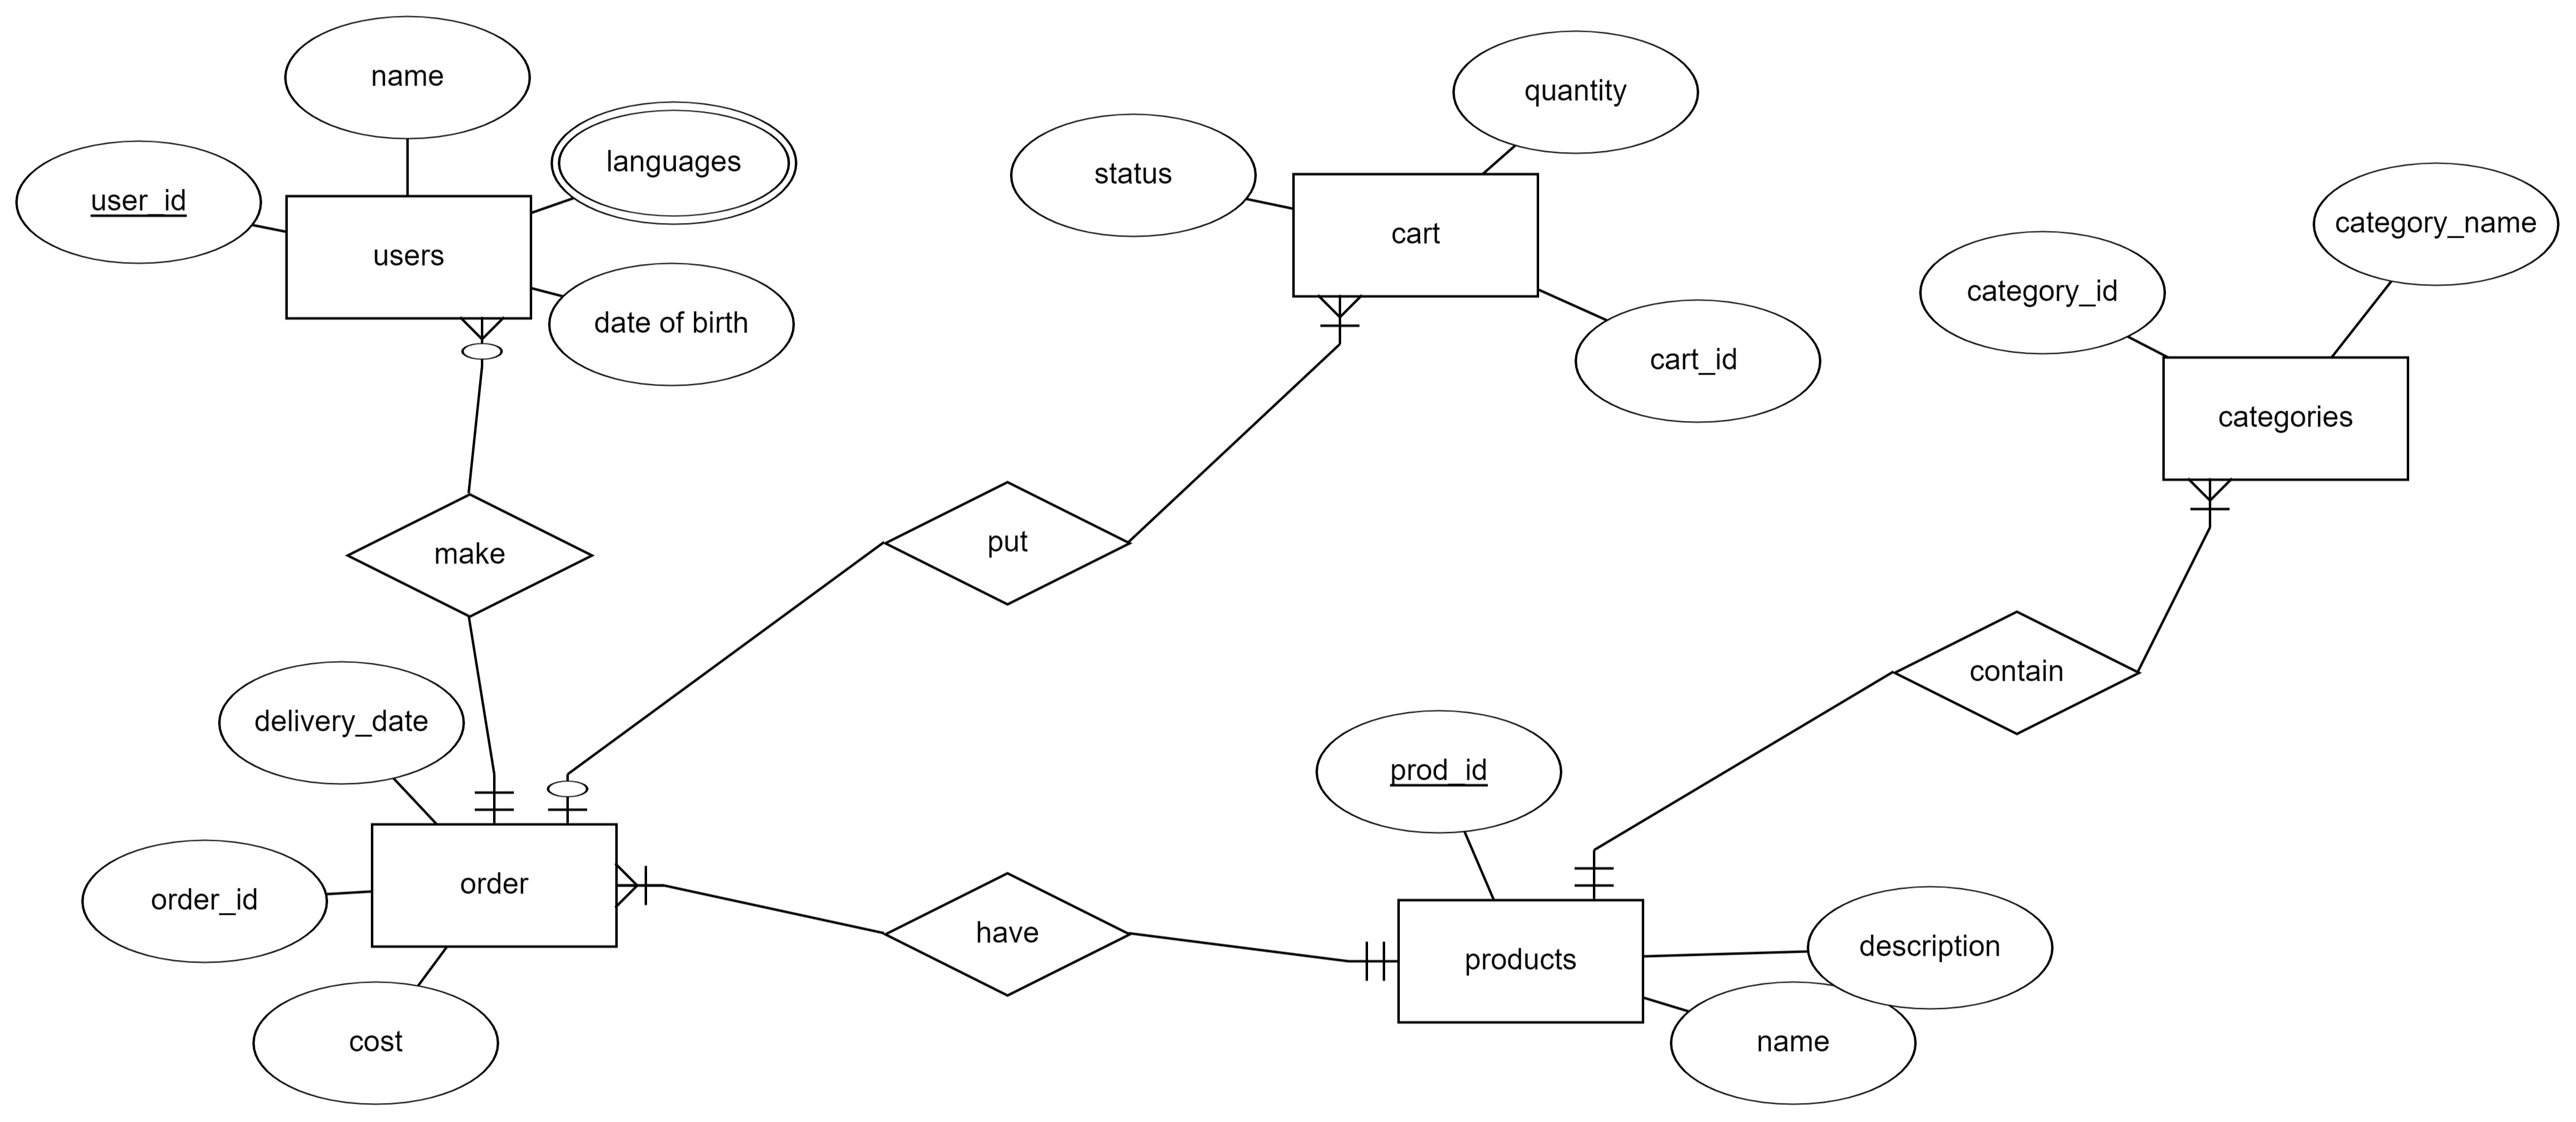 name
quantity
languages
status
user_id
category_name
cart
users
category_id
date of birth
cart_id
categories
put
make
contain
delivery_date
prod_id
order
order_id
have
description
products
cost
name